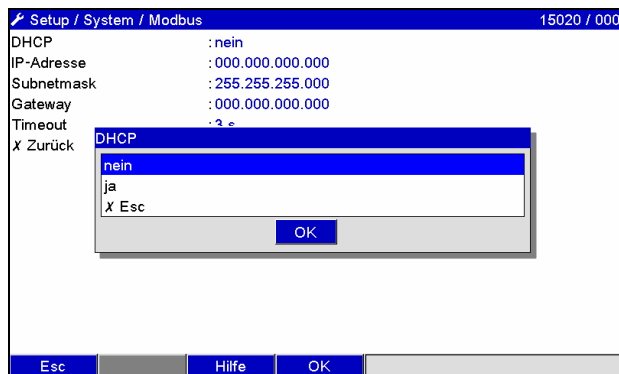 Setup / System / Modbus 15020 / 000
DHCP : nein
IP-Adresse : 000.000.000.000
Subnetmask : 255.255.255.000
Gateway : 000.000.000.000
Timeout : 3 s
X Zurück
DHCP
nein
ja
X Esc
OK
Esc Hilfe OK